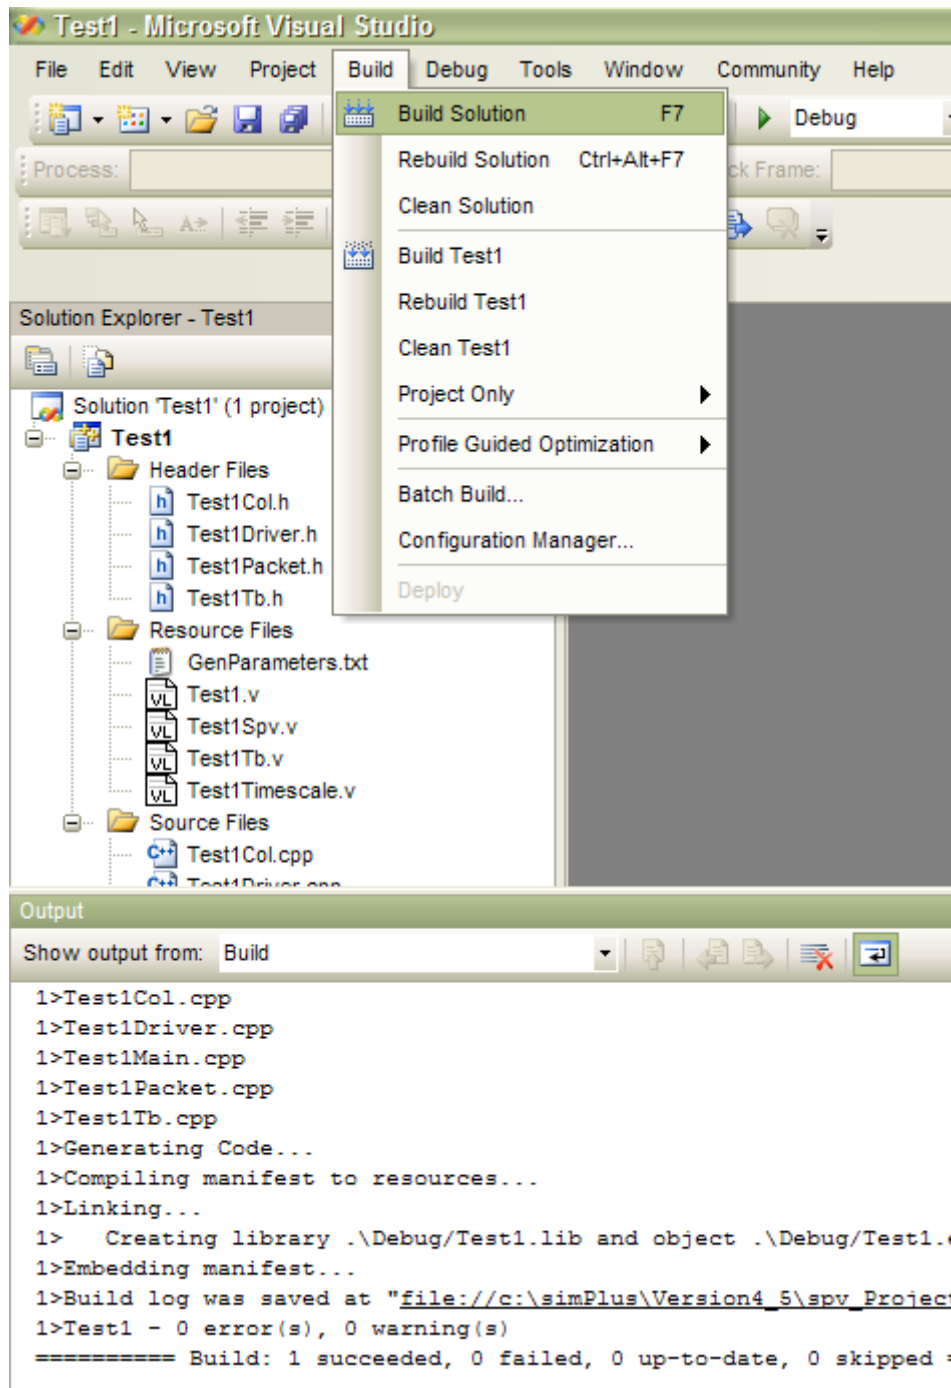 Test1 - Microsoft Visual Studio
File Edit View Project Build Debug Tools Window Community Help
Build Solution F7
Debug
Rebuild Solution Ctrl+Alt+F7
Process:
ck Frame:
Clean Solution
Build Test1
Rebuild Test1
Solution Explorer - Test1
Clean Test1
Project Only
Solution 'Test1' (1 project)
Test1
Profile Guided Optimization
Header Files
Batch Build...
Test1Col.h
Test1Driver.h
Configuration Manager...
Test1Packet.h
Deploy
Test1Tb.h
Resource Files
GenParameters.txt
Test1.v
Test1Spv.v
Test1Tb.v
Test1Timescale.v
Source Files
Test1Col.cpp
Test1Driver.cpp
Output
Show output from: Build
1>Test1Col.cpp
1>Test1Driver.cpp
1>Test1Main.cpp
1>Test1Packet.cpp
1>Test1Tb.cpp
1>Generating Code...
1>Compiling manifest to resources...
1>Linking...
1>   Creating library .\Debug/Test1.lib and object .\Debug/Test1.e
1>Embedding manifest...
1>Build log was saved at "file://c:\simPlus\Version4_5\spv_Project
1>Test1 - 0 error(s), 0 warning(s)
========== Build: 1 succeeded, 0 failed, 0 up-to-date, 0 skipped =